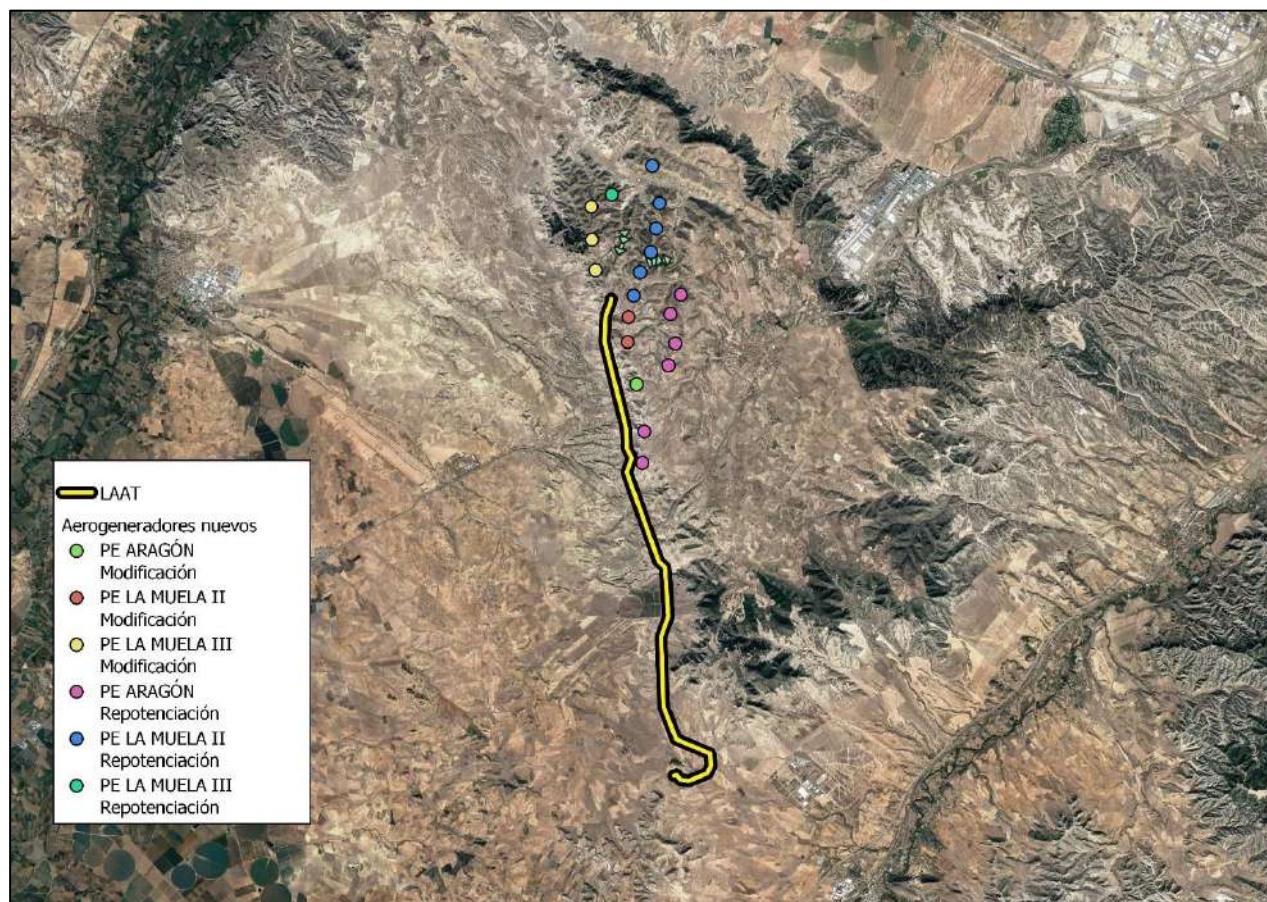 LAAT
Aerogeneradores nuevos
PE ARAGÓN
Modificación
PE LA MUELA II
Modificación
PE LA MUELA III
Modificación
PE ARAGÓN
Repotenciación
PE LA MUELA II
Repotenciación
PE LA MUELA III
Repotenciación